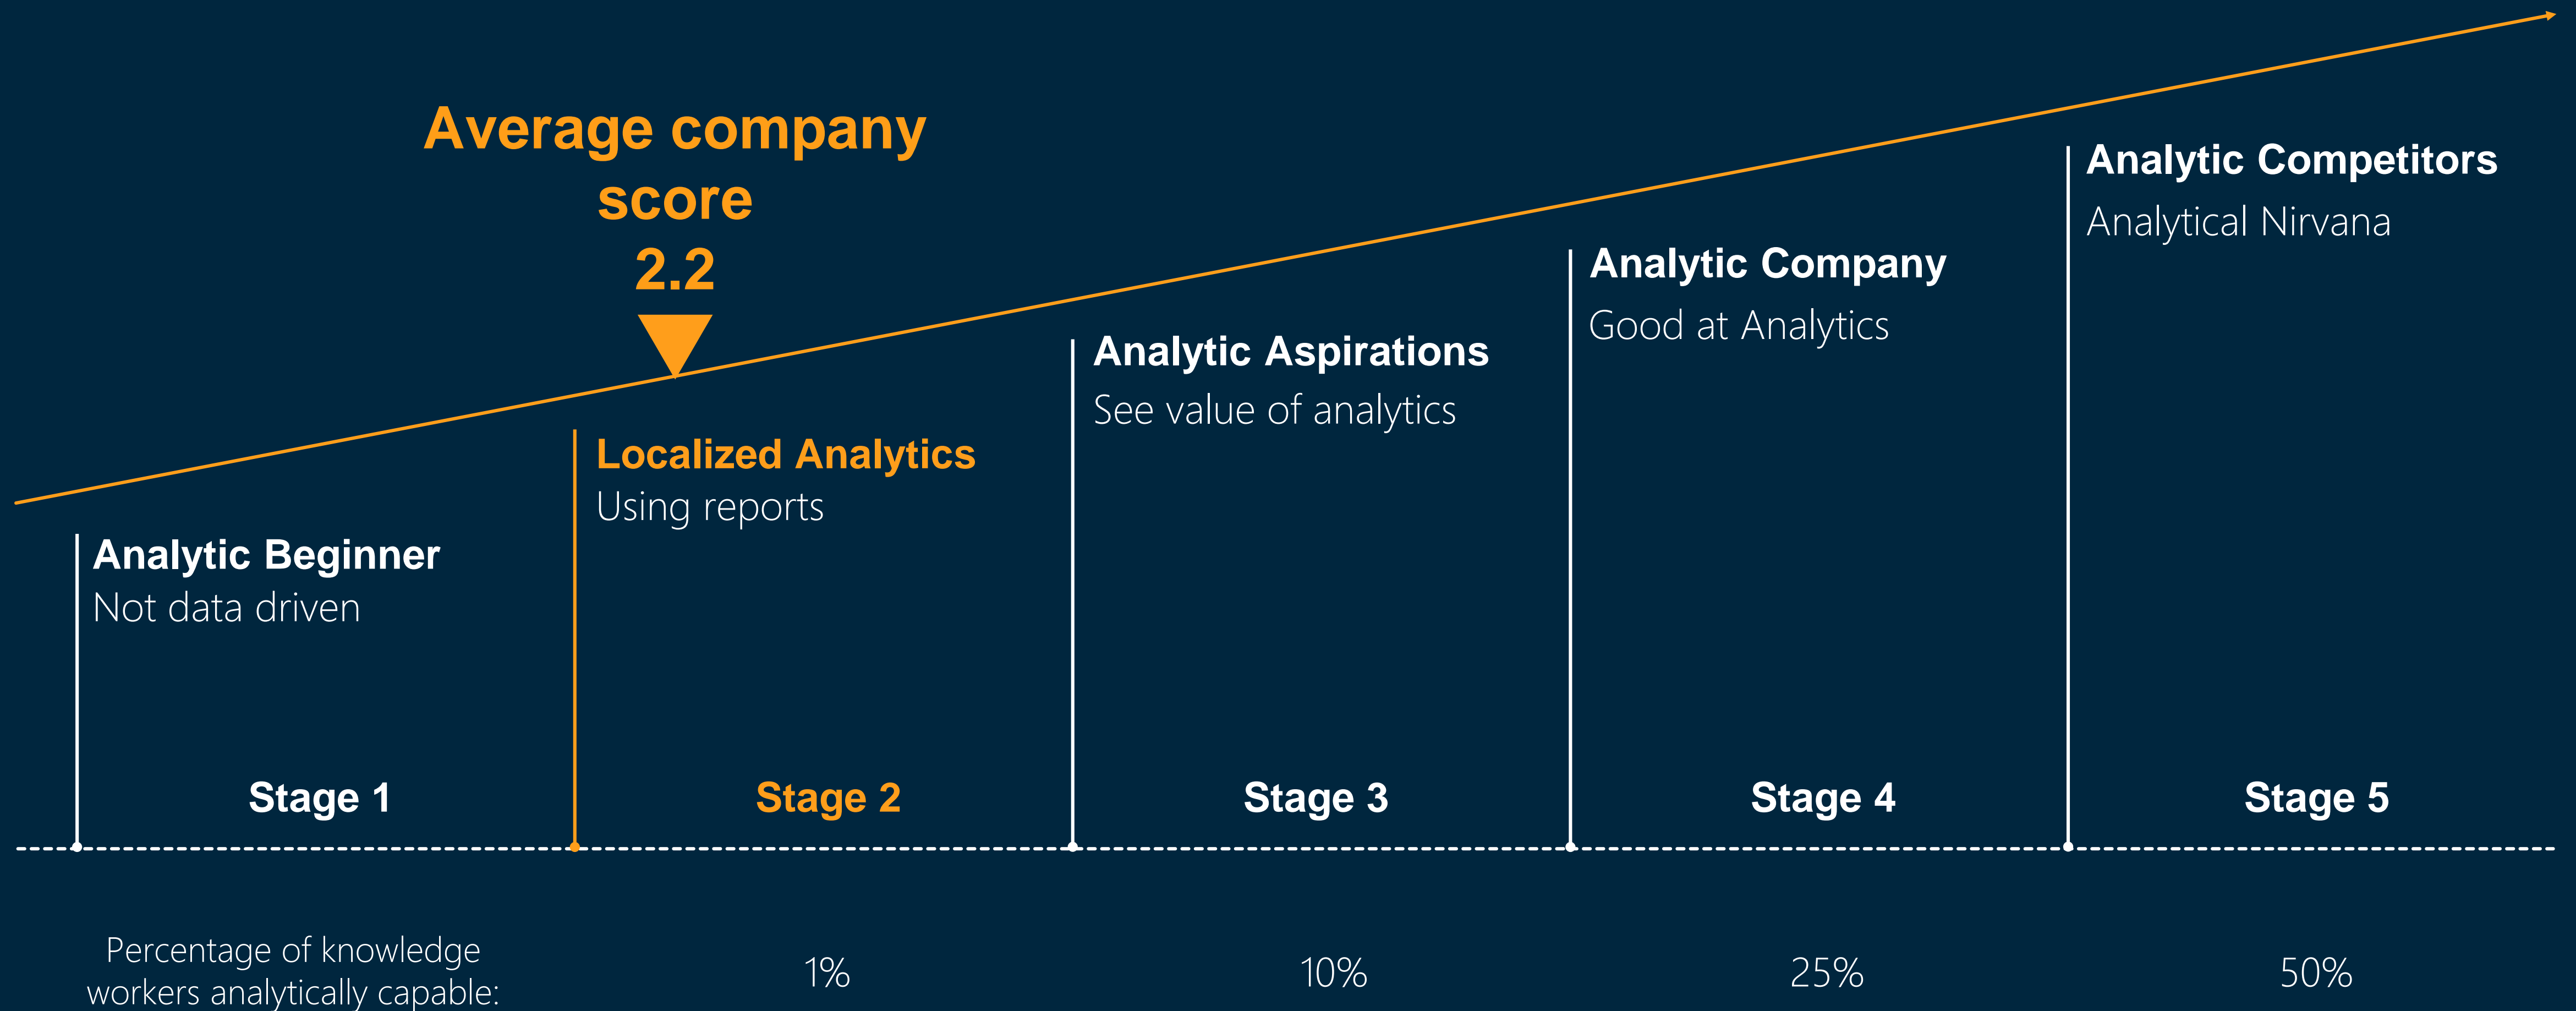 Average company
score
2.2
Analytic Competitors
Analytical Nirvana
Analytic Company
Good at Analytics
Analytic Aspirations
See value of analytics
Localized Analytics
Using reports
Analytic Beginner
Not data driven
Stage 1
Stage 2
Stage 3
Stage 4
Stage 5
Percentage of knowledge
workers analytically capable:
1%
10%
25%
50%